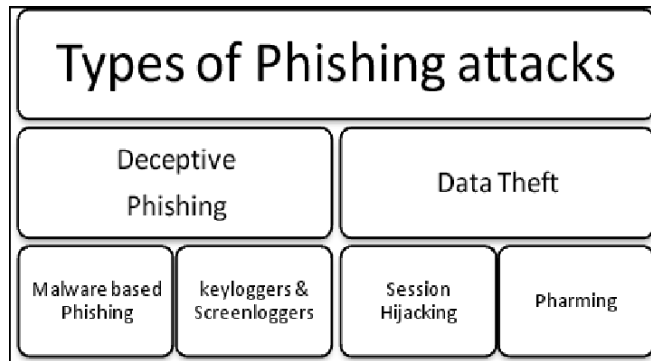 Types of Phishing attacks
Deceptive
Phishing
Data Theft
Malware based
Phishing
keyloggers &
Screenloggers
Session
Hijacking
Pharming